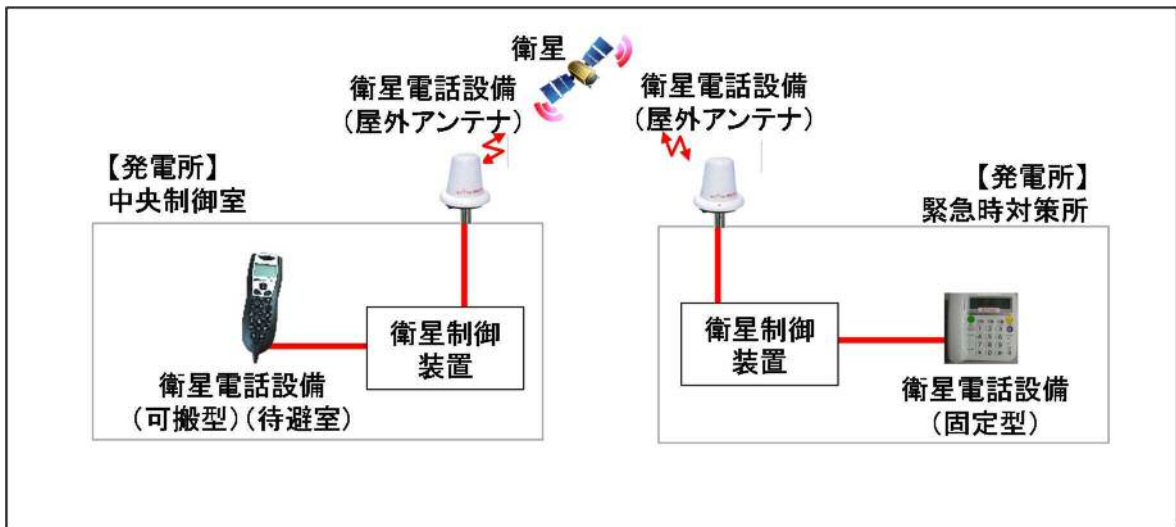 衛星
衛星電話設備
（屋外アンテナ）
衛星電話設備
（屋外アンテナ）
【発電所】
中央制御室
【発電所】
緊急時対策所
衛星制御
装置
衛星電話設備
（可搬型）（待避室）
衛星制御
装置
衛星電話設備
（固定型）